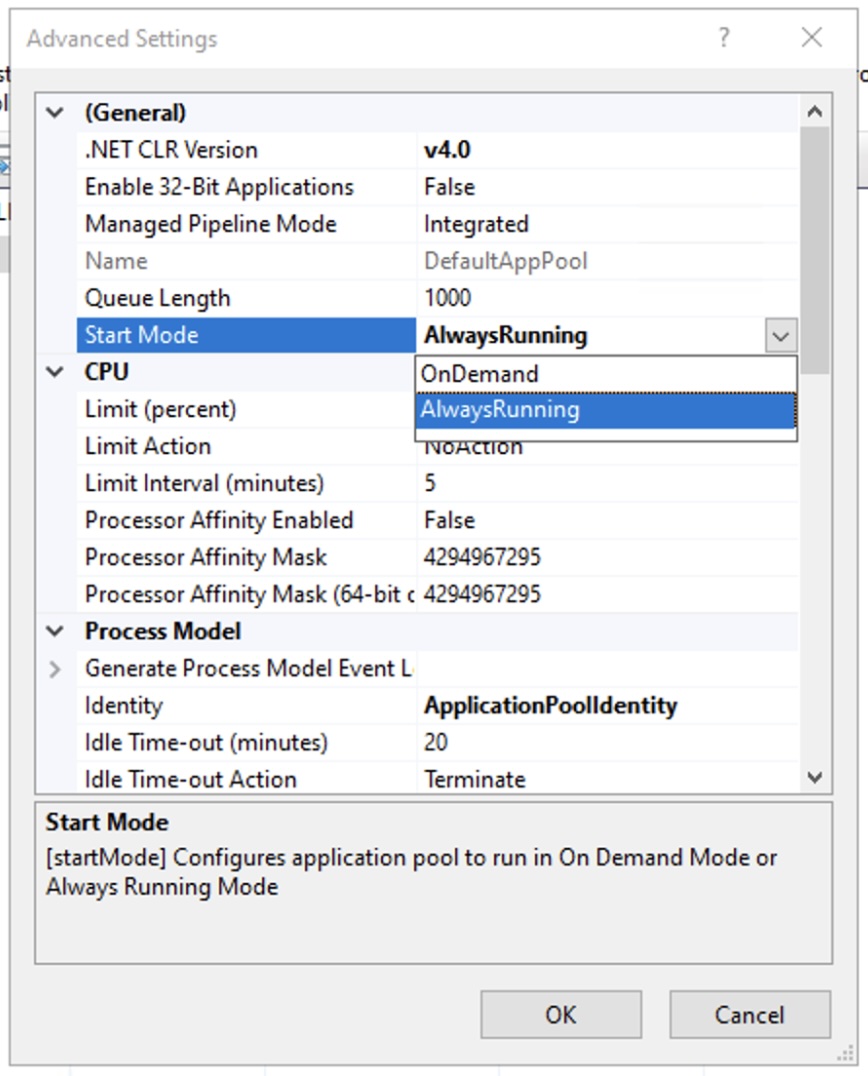 Advanced Settings ? ×
(General)
.NET CLR Version v4.0
Enable 32-Bit Applications False
Managed Pipeline Mode Integrated
Name DefaultAppPool
Queue Length 1000
Start Mode AlwaysRunning
CPU OnDemand
Limit (percent) AlwaysRunning
Limit Action NoAction
Limit Interval (minutes) 5
Processor Affinity Enabled False
Processor Affinity Mask 4294967295
Processor Affinity Mask (64-bit 4294967295
Process Model
Generate Process Model Event
Identity ApplicationPoolIdentity
Idle Time-out (minutes) 20
Idle Time-out Action Terminate
Start Mode
[startMode] Configures application pool to run in On Demand Mode or
Always Running Mode
OK Cancel